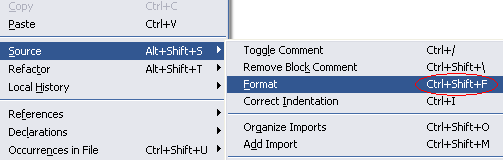 Copy Ctrl+C
Paste Ctrl+V
Source Alt+Shift+S
Refactor Alt+Shift+T
Local History
References
Declarations
Occurrences in File Ctrl+Shift+U
Toggle Comment Ctrl+/
Remove Block Comment Ctrl+Shift+\
Format Ctrl+Shift+F
Correct Indentation Ctrl+I
Organize Imports Ctrl+Shift+O
Add Import Ctrl+Shift+M